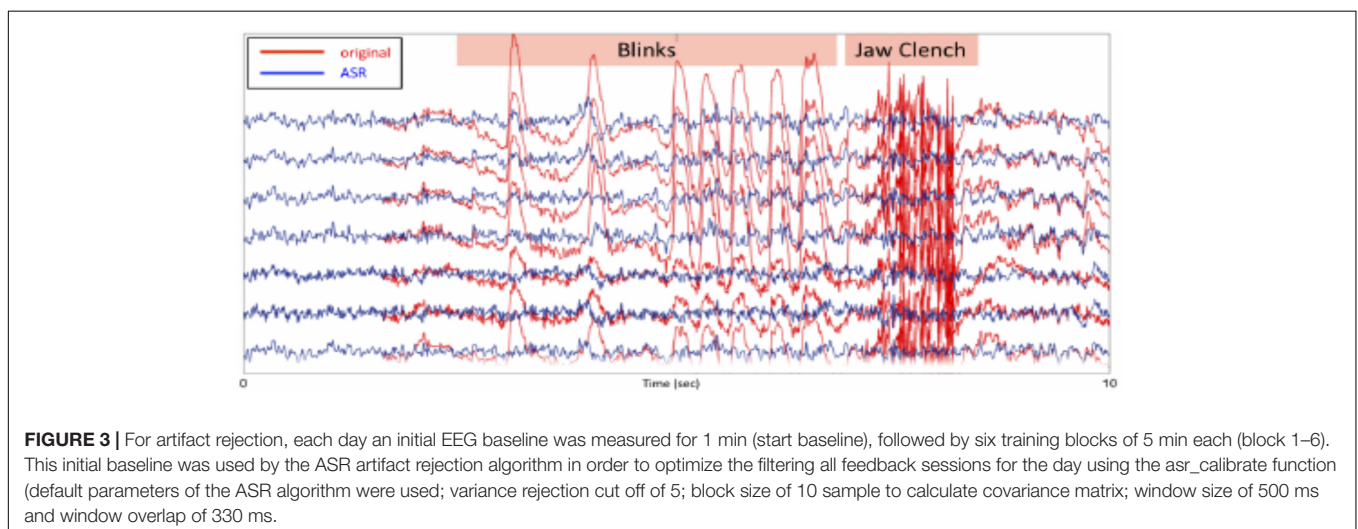 original
ASR
Blinks
Jaw Clench
0
Time (sec)
10
FIGURE 3 | For artifact rejection, each day an initial EEG baseline was measured for 1 min (start baseline), followed by six training blocks of 5 min each (block 1–6).
This initial baseline was used by the ASR artifact rejection algorithm in order to optimize the filtering all feedback sessions for the day using the asr_calibrate function
(default parameters of the ASR algorithm were used; variance rejection cut off of 5; block size of 10 sample to calculate covariance matrix; window size of 500 ms
and window overlap of 330 ms.